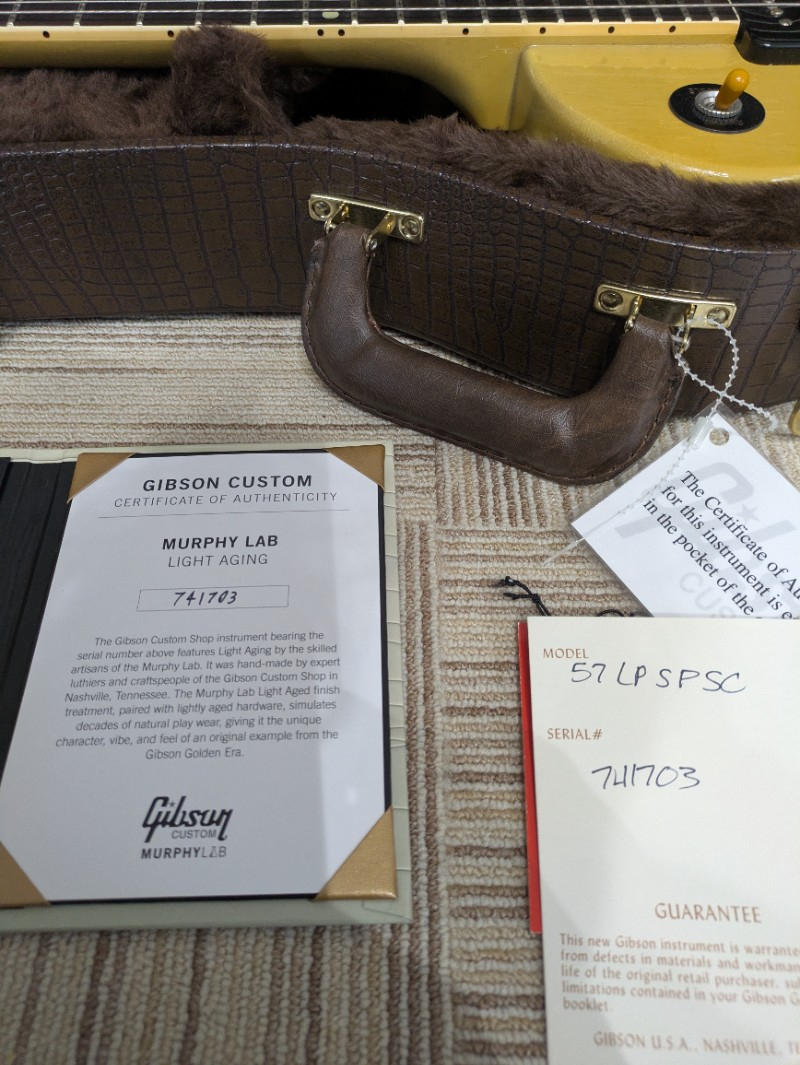 GIBSON CUSTOM
CERTIFICATE OF AUTHENTICITY
MURPHY LAB
LIGHT AGING
741703
The Gibson Custom Shop instrument bearing the
serial number above features Light Aging by the skilled
artisans of the Murphy Lab. It was hand-made by expert
luthiers and craftspeople of the Gibson Custom Shop in
Nashville, Tennessee. The Murphy Lab Light Aged finish
treatment, paired with lightly aged hardware, simulates
decades of natural play wear, giving it the unique
character, vibe, and feel of an original example from the
Gibson Golden Era.
Gibson
CUSTOM
MURPHYLAB
The Certificate of
for this instrument is
in the pocket of the
MODEL
57 LP SP SC
SERIAL#
741703
GUARANTEE
This new Gibson instrument is
from defects in materials and
life of the original retail purchaser,
limitations contained in your Gibson
booklet.
GIBSON U.S.A., NASHVILLE,